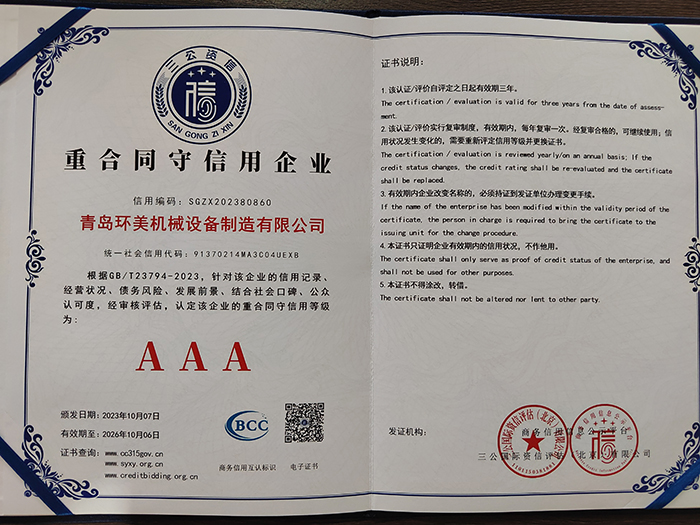 三公资信
信
SAN GONG ZI XIN
重合同守信用企业
信用编码：SGZX202380860
青岛环美机械设备制造有限公司
统一社会信用代码：91370214MA3C04UEXB
根据GB/T23794-2023，针对该企业的信用记录、
经营状况、债务风险、发展前景、结合社会口碑、公众
认可度，经审核评估，认定该企业的重合同守信用等级
为：
AAA
颁发日期：2023年10月07日
有效期至：2026年10月06日
证书查询：www.cc315gov.cn
www.syxy.org.cn
www.creditbidding.org.cn
BCC
商务信用互认标识
电子证书
证书说明：
1.该认证/评价自评定之日起有效期三年。
The certification / evaluation is valid for three years from the date of assess-
ment.
2.该认证/评价实行复审制度，有效期内，每年复审一次。经复审合格的，可继续使用；信
用状况发生变化的，需要重新评定信用等级并更换证书。
The certification / evaluation is reviewed yearly/on an annual basis; If the
credit status changes, the credit rating shall be re-evaluated and the certificate
shall be replaced.
3.有效期内企业改变名称的，必须持证到发证单位办理变更手续。
If the name of the enterprise has been modified within the validity period of the
certificate, the person in charge is required to bring the certificate to the
issuing unit for the change procedure.
4.本证书只证明企业有效期内的信用状况，不作他用。
The certificate shall only serve as proof of credit status of the enterprise, and
shall not be used for other purposes.
5.本证书不得涂改，转借。
The certificate shall not be altered nor lent to other party.
发证机构：
商务信用信息公示平台
三公国际资信评估（北京）有限公司